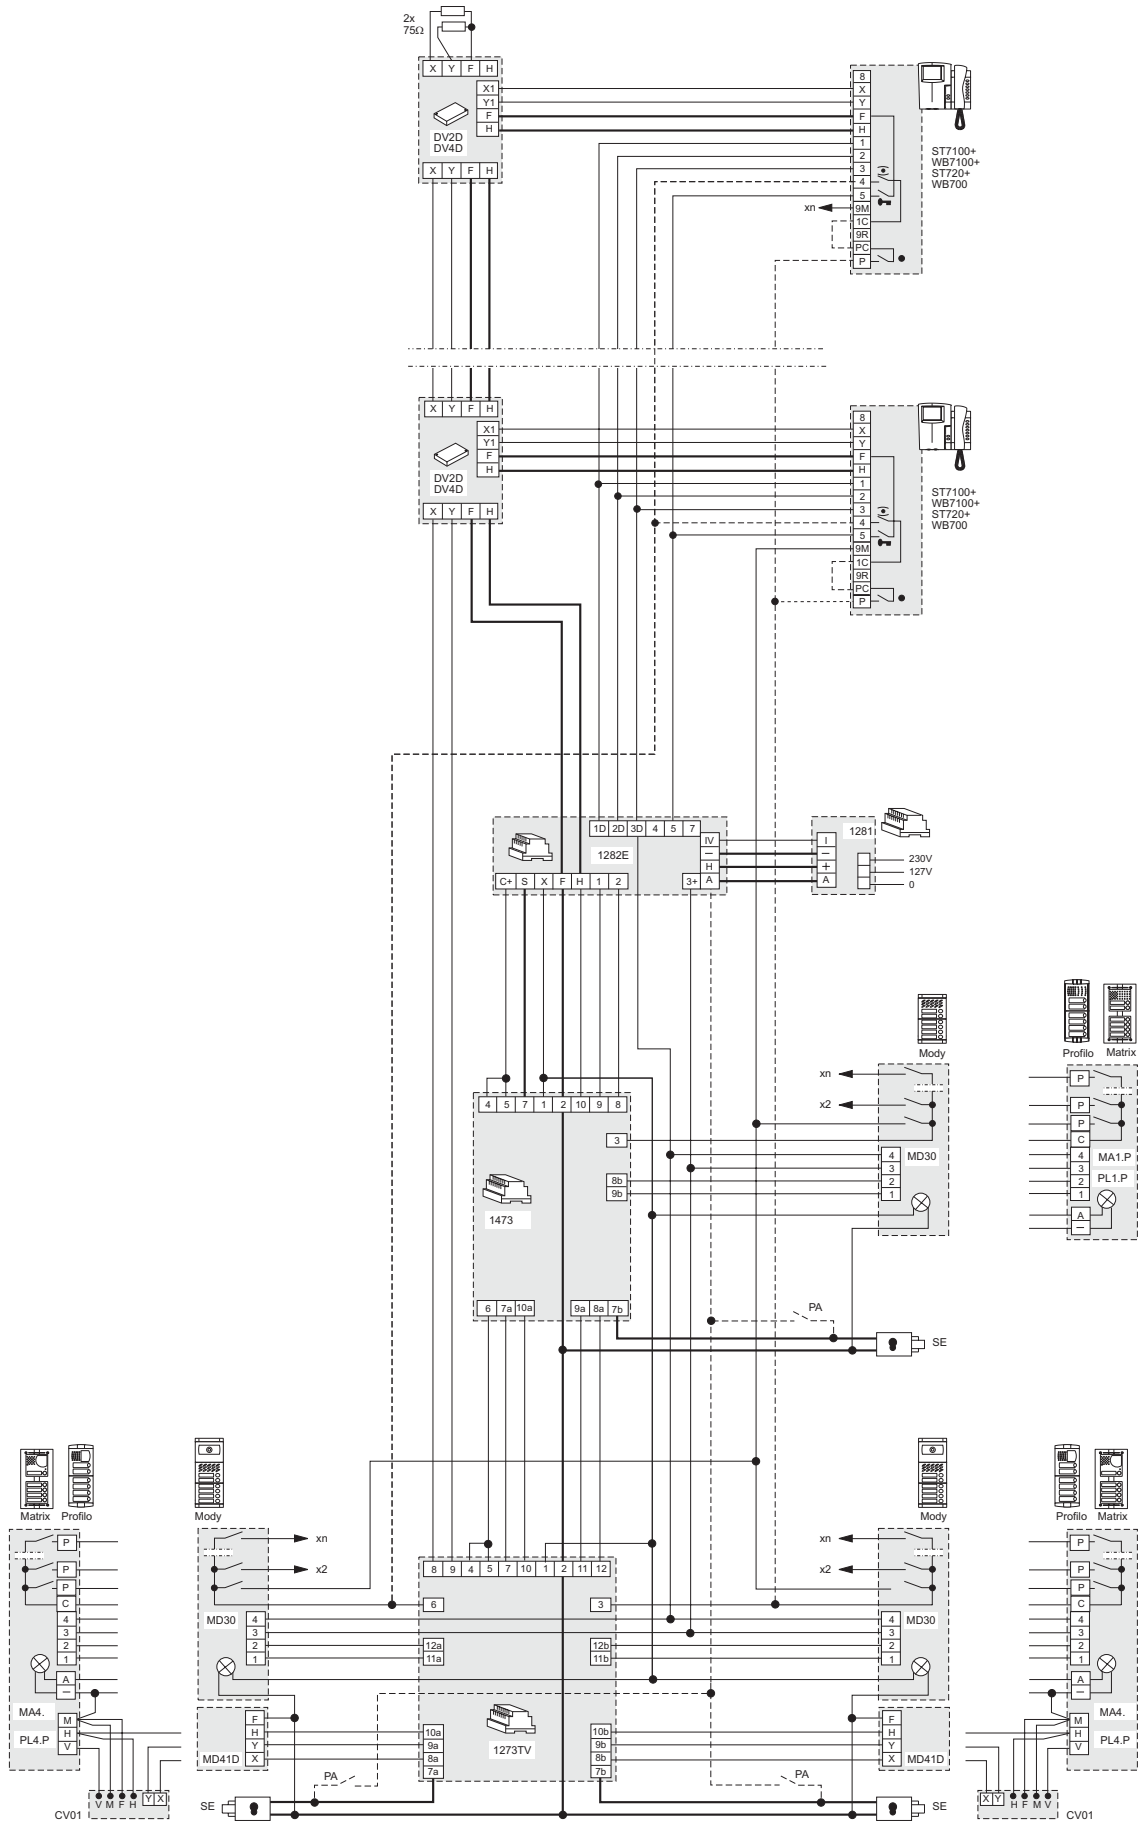 2x
75Ω
X Y F H
X1
Y1
F
H
DV2D
DV4D
X Y F H
8
X
Y
F
H
1
2
3
4
5
9M
1C
9R
PC
P
xn
ST7100+
WB7100+
ST720+
WB700
X Y F H
X1
Y1
F
H
DV2D
DV4D
X Y F H
8
X
Y
F
H
1
2
3
4
5
9M
1C
9R
PC
P
ST7100+
WB7100+
ST720+
WB700
1D 2D 3D 4 5 7
1282E
IV
–
H
A
C+ S X F H 1 2 3+
I
–
+
A
1281
230V
127V
0
Mody
Profilo Matrix
xn
x2
4
3
2
1
MD30
P
P
P
C
4
3
2
1
A
–
MA1.P
PL1.P
4 5 7 1 2 10 9 8
3
8b
9b
1473
6 7a 10a 9a 8a 7b
PA
SE
Matrix Profilo
Mody
Mody
Profilo Matrix
P
P
P
C
4
3
2
1
A
–
M
H
V
MA4.
PL4.P
V M F H Y X
CV01
xn
x2
MD30
4
3
2
1
F
H
Y
X
MD41D
PA
SE
8 9 4 5 7 10 1 2 11 12
6 3
12a
11a
12b
11b
10a
9a
8a
7a
1273TV
10b
9b
8b
7b
xn
x2
4
3
2
1
MD30
F
H
Y
X
MD41D
PA
SE
P
P
P
C
4
3
2
1
A
–
M
H
V
MA4.
PL4.P
X Y H F M V
CV01